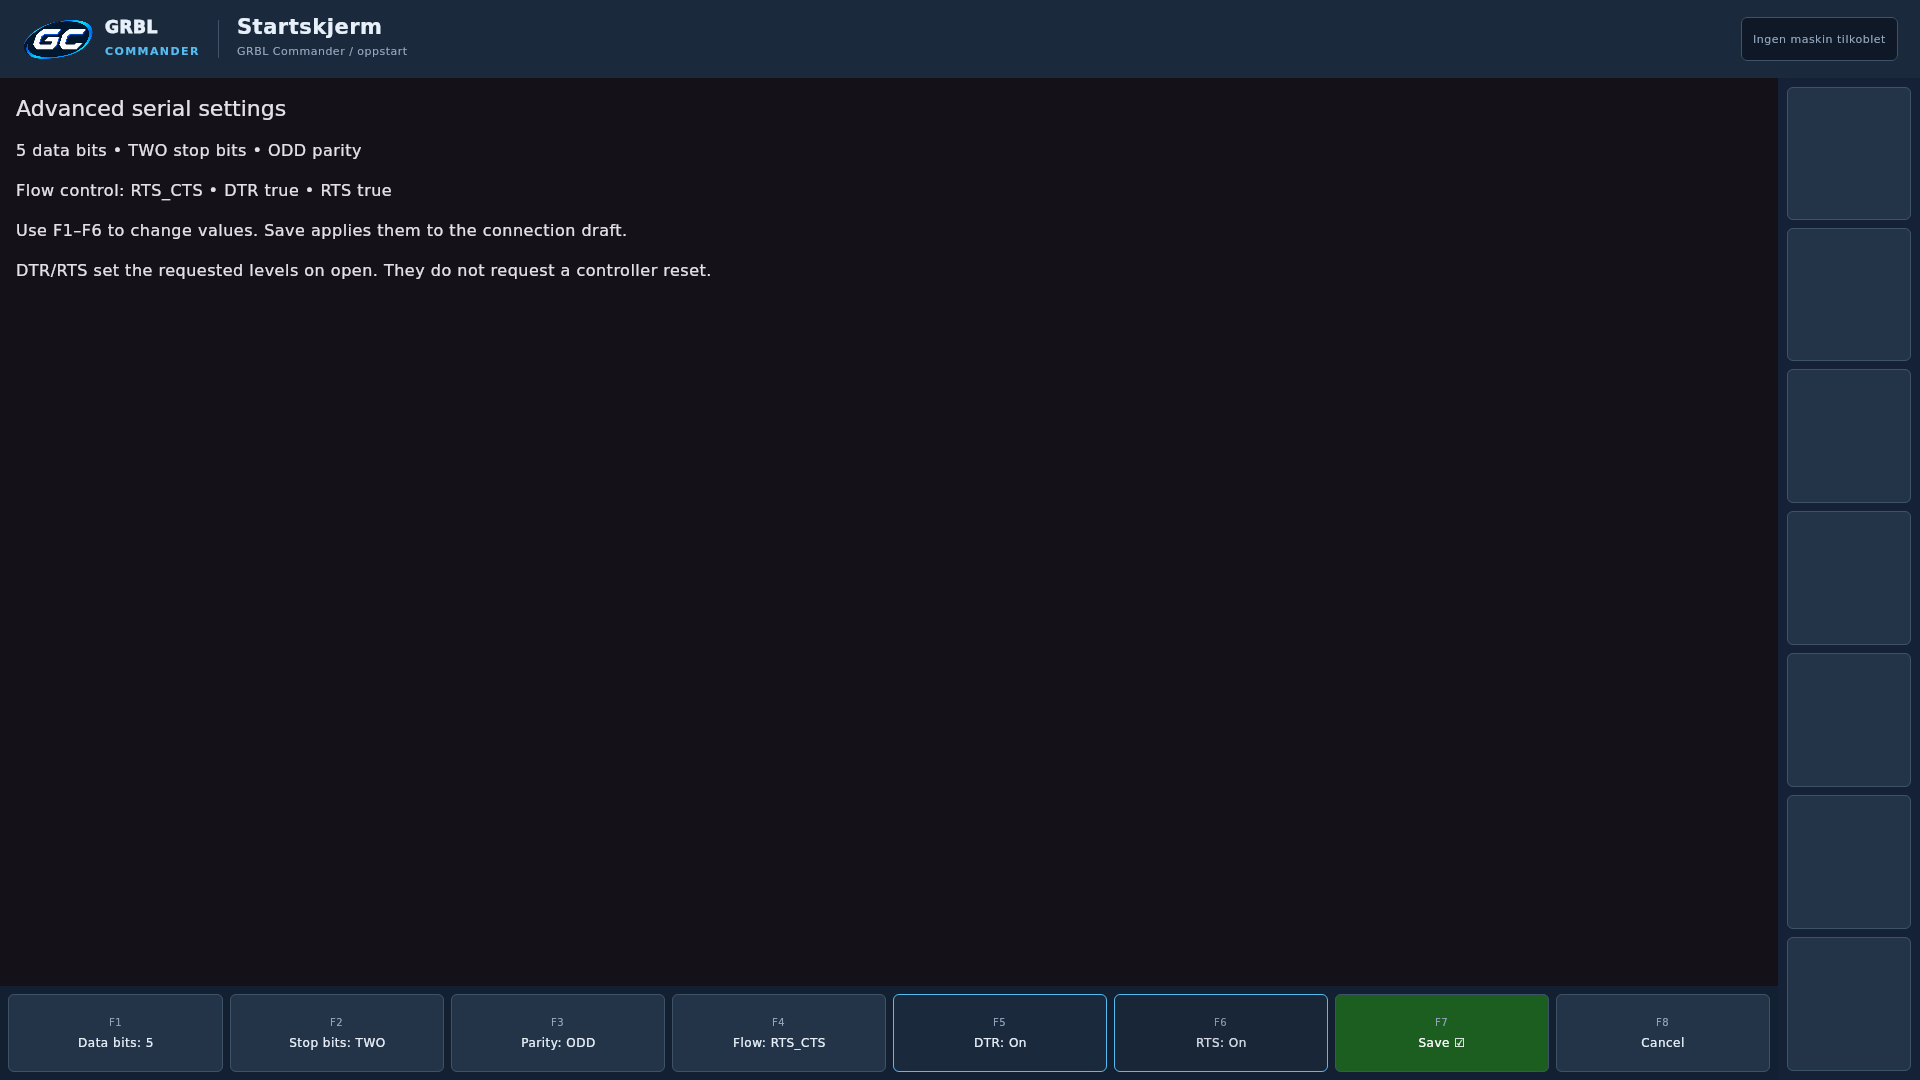 GC
GRBL
COMMANDER
Startskjerm
GRBL Commander / oppstart
Ingen maskin tilkoblet
Advanced serial settings
5 data bits • TWO stop bits • ODD parity
Flow control: RTS_CTS • DTR true • RTS true
Use F1–F6 to change values. Save applies them to the connection draft.
DTR/RTS set the requested levels on open. They do not request a controller reset.
F1
Data bits: 5
F2
Stop bits: TWO
F3
Parity: ODD
F4
Flow: RTS_CTS
F5
DTR: On
F6
RTS: On
F7
Save ☑
F8
Cancel